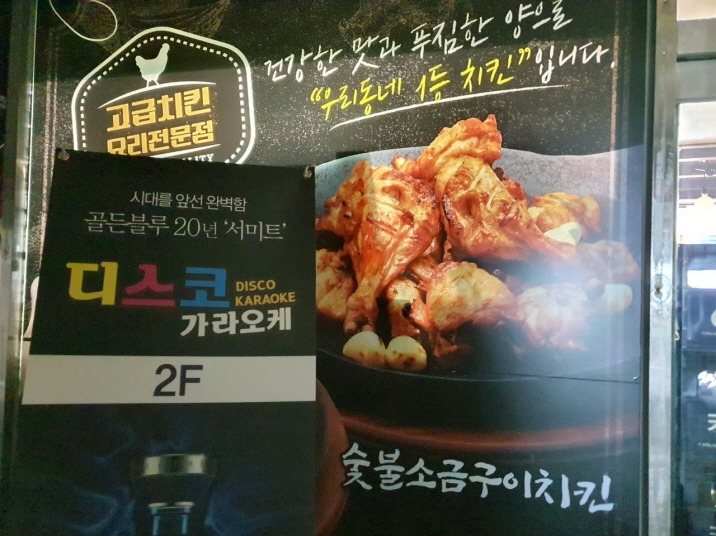 건강한 맛과 푸짐한 양으로
"우리동네 1등 치킨"입니다.
고급치킨
요리전문점
시대를 앞선 완벽함
골든블루 20년 '서미트'
디스코
DISCO
KARAOKE
가라오케
2F
숯불소금구이치킨